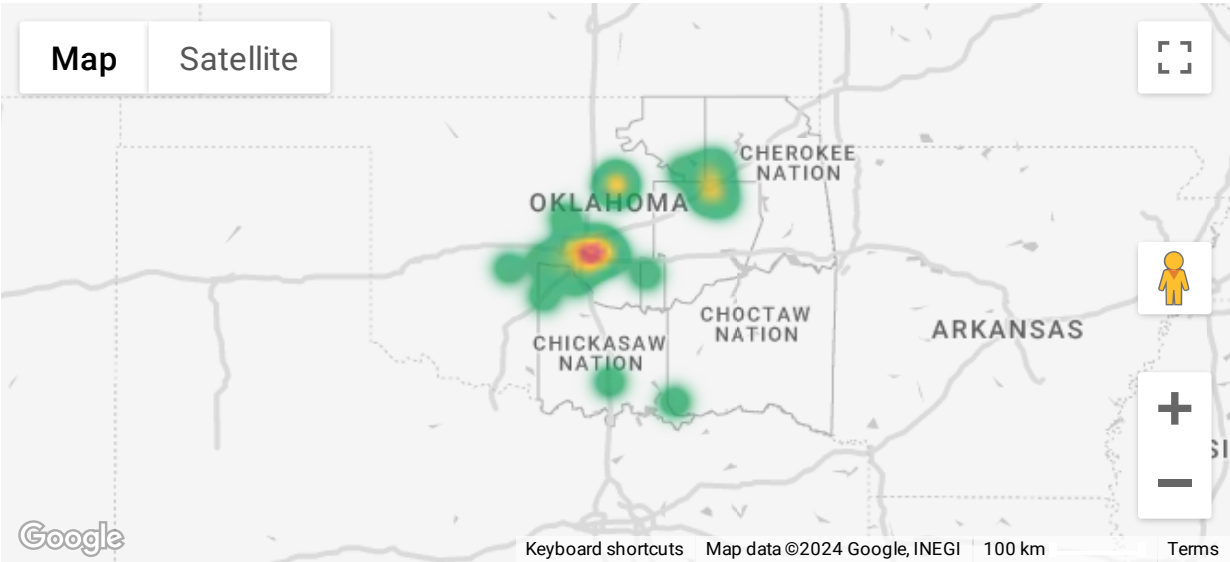 Map
Satellite
CHEROKEE
NATION
OKLAHOMA
CHOCTAW
NATION
ARKANSAS
CHICKASAW
NATION
SI
Google
Keyboard shortcuts
Map data ©2024 Google, INEGI
100 km
Terms